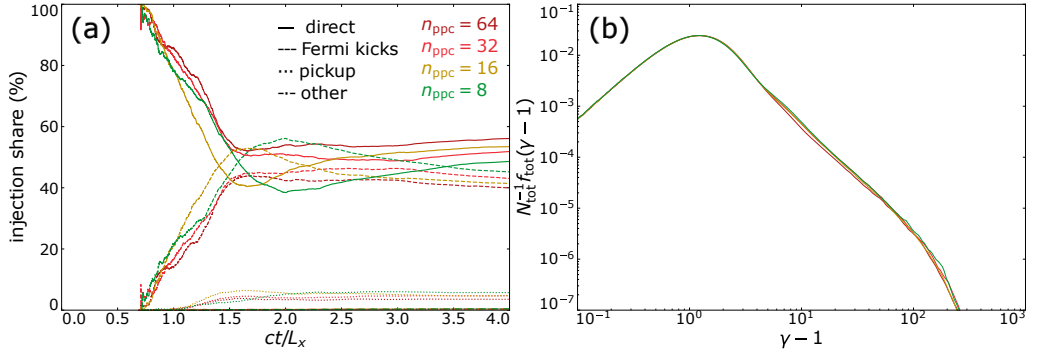 (a)
direct
Fermi kicks
pickup
other
n_ppc = 64
n_ppc = 32
n_ppc = 16
n_ppc = 8
injection share (%)
100
80
60
40
20
0
0.0 0.5 1.0 1.5 2.0 2.5 3.0 3.5 4.0
ct/L_x
(b)
N_tot^-1 f_tot(γ − 1)
10^-1
10^-2
10^-3
10^-4
10^-5
10^-6
10^-7
10^-1 10^0 10^1 10^2 10^3
γ − 1